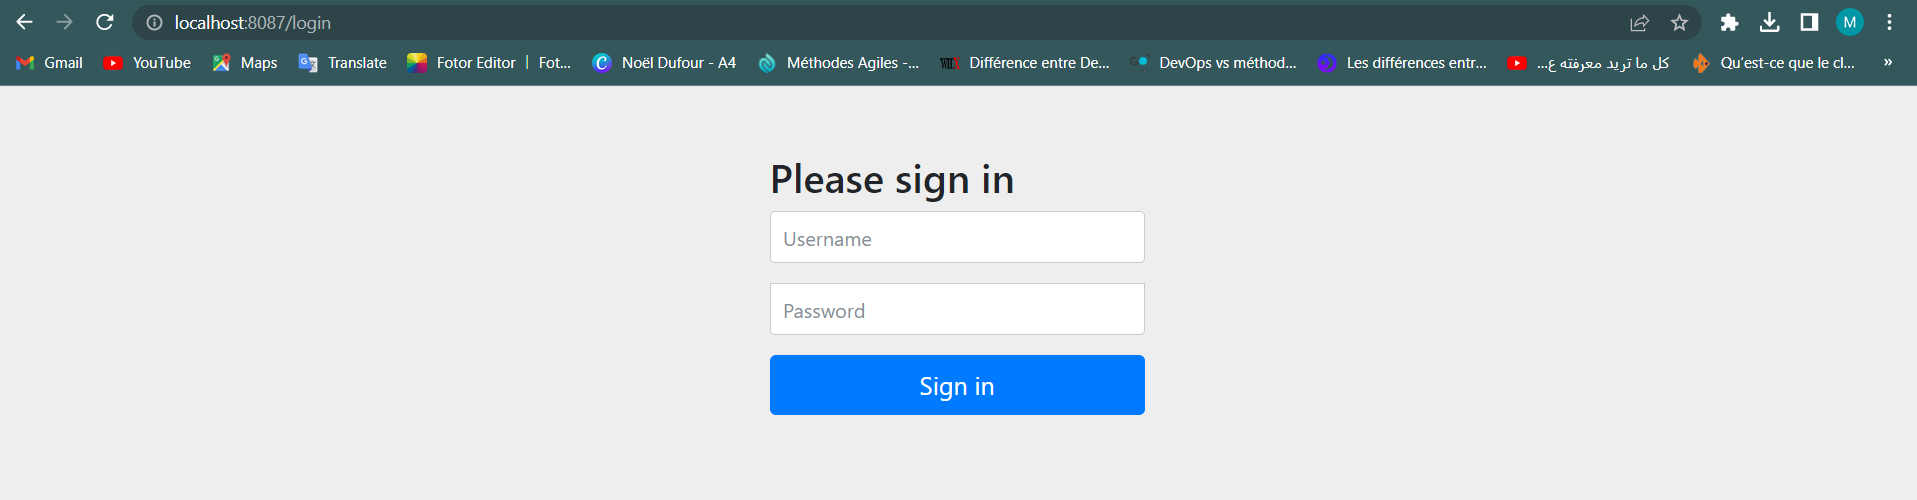 localhost:8087/login
M
Gmail YouTube Maps Translate Fotor Editor | Fot... Noël Dufour - A4 Méthodes Agiles -... Différence entre De... DevOps vs méthod... Les différences entr... كل ما تريد معرفته ع... Qu'est-ce que le cl... »
Please sign in
Username
Password
Sign in